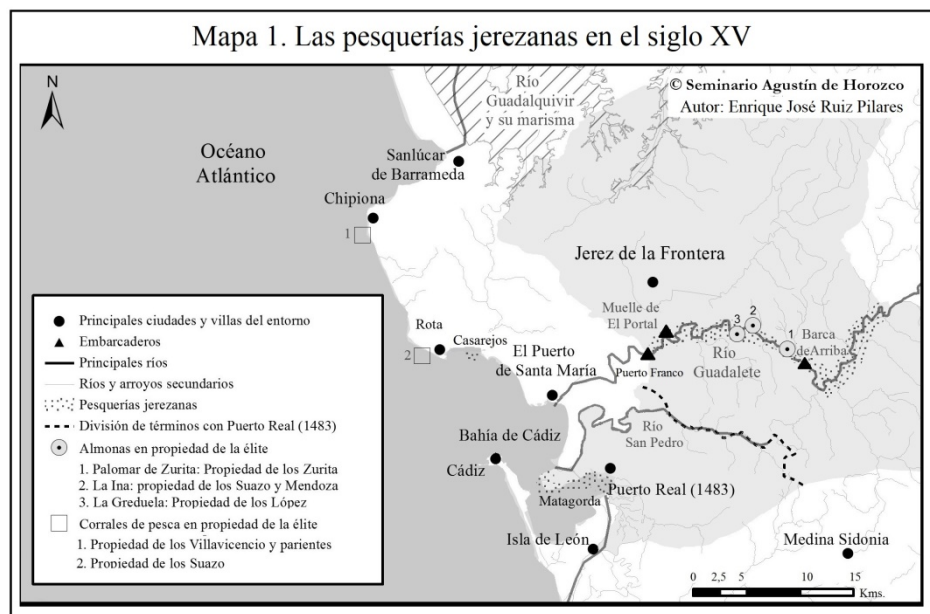 Mapa 1. Las pesquerías jerezanas en el siglo XV
N
© Seminario Agustín de Horozco
Autor: Enrique José Ruiz Pilares
Río
Guadalquivir
y su marisma
Océano
Atlántico
Sanlúcar
de Barrameda
Chipiona
1
Jerez de la Frontera
Muelle de
El Portal
3
2
1
Barca
de Arriba
Río
Guadalete
Puerto Franco
Rota
Casarejos
2
El Puerto
de Santa María
Río
San Pedro
Bahía de Cádiz
Cádiz
Matagorda
Puerto Real (1483)
Isla de León
Medina Sidonia
0 2,5 5 10 15
Kms.
Principales ciudades y villas del entorno
Embarcaderos
Principales ríos
Ríos y arroyos secundarios
Pesquerías jerezanas
División de términos con Puerto Real (1483)
Almonas en propiedad de la élite
1. Palomar de Zurita: Propiedad de los Zurita
2. La Ina: propiedad de los Suazo y Mendoza
3. La Greduela: Propiedad de los López
Corrales de pesca en propiedad de la élite
1. Propiedad de los Villavicencio y parientes
2. Propiedad de los Suazo